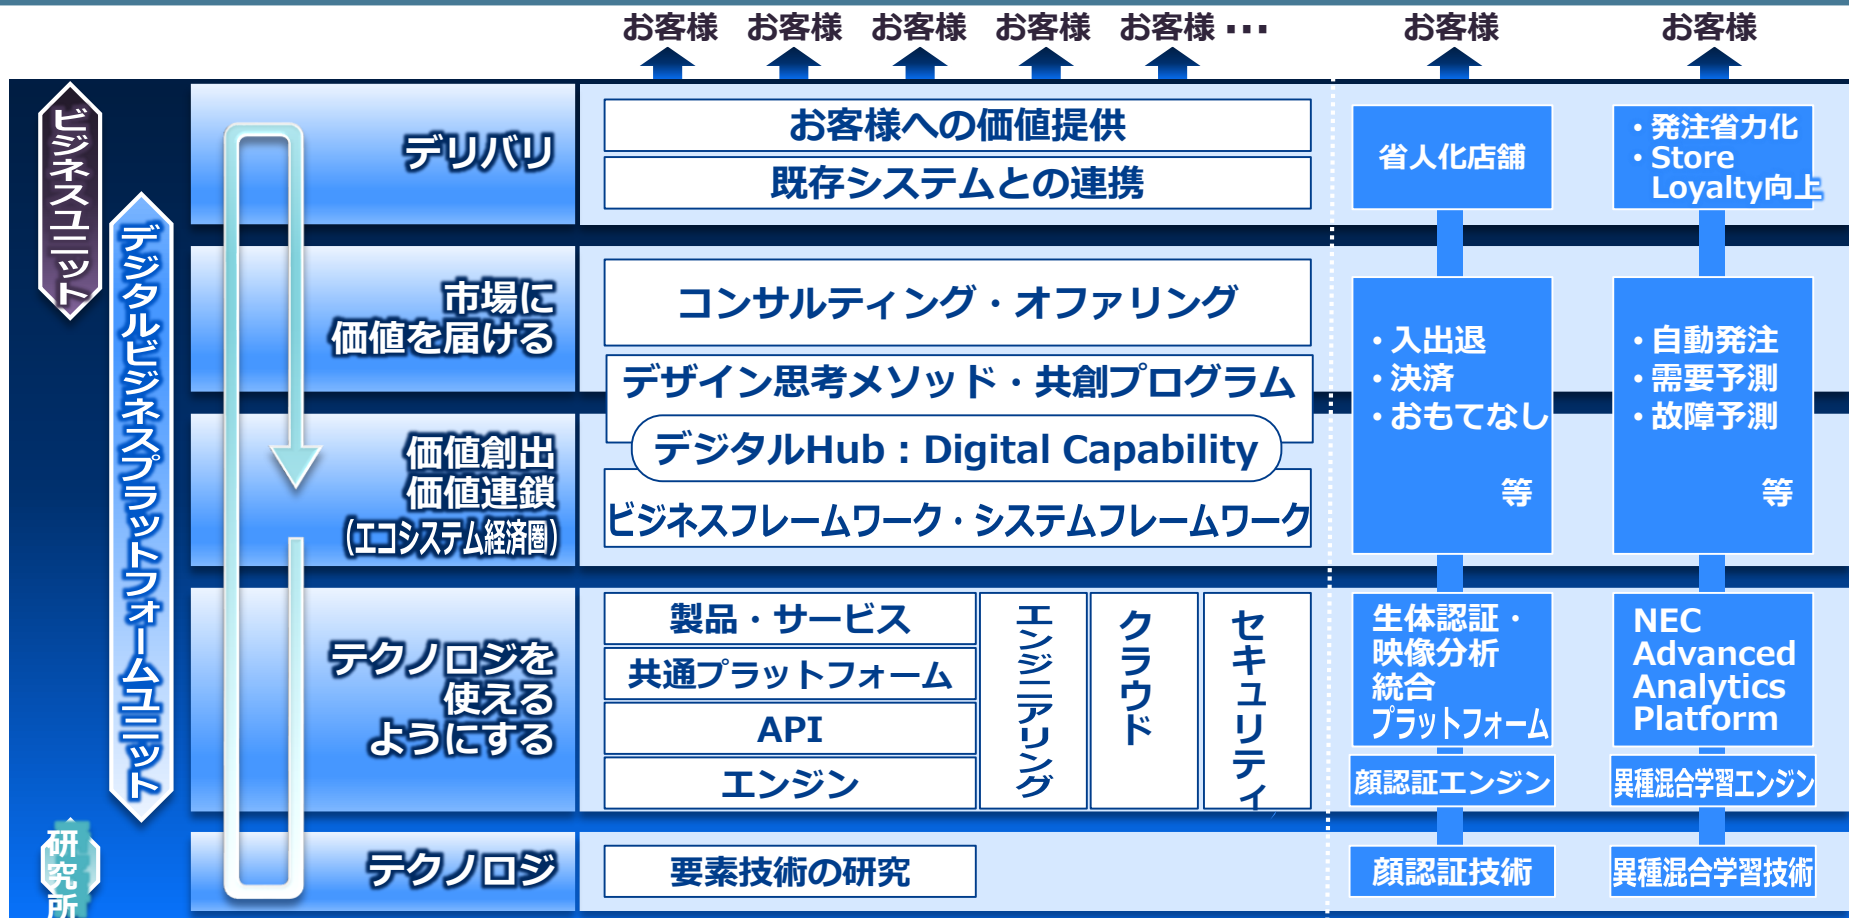 お客様 お客様 お客様 お客様 お客様 ･･･ お客様 お客様
ビジネスユニット
デジタルビジネスプラットフォームユニット
研究所
デリバリ
お客様への価値提供
既存システムとの連携
省人化店舗
・発注省力化
・Store
Loyalty向上
市場に
価値を届ける
コンサルティング・オファリング
デザイン思考メソッド・共創プログラム
・入出退
・決済
・おもてなし
等
・自動発注
・需要予測
・故障予測
等
価値創出
価値連鎖
(エコシステム経済圏)
デジタルHub：Digital Capability
ビジネスフレームワーク・システムフレームワーク
テクノロジを
使える
ようにする
製品・サービス
共通プラットフォーム
API
エンジン
エンジニアリング
クラウド
セキュリティ
生体認証・
映像分析
統合
プラットフォーム
顔認証エンジン
NEC
Advanced
Analytics
Platform
異種混合学習エンジン
テクノロジ
要素技術の研究
顔認証技術
異種混合学習技術